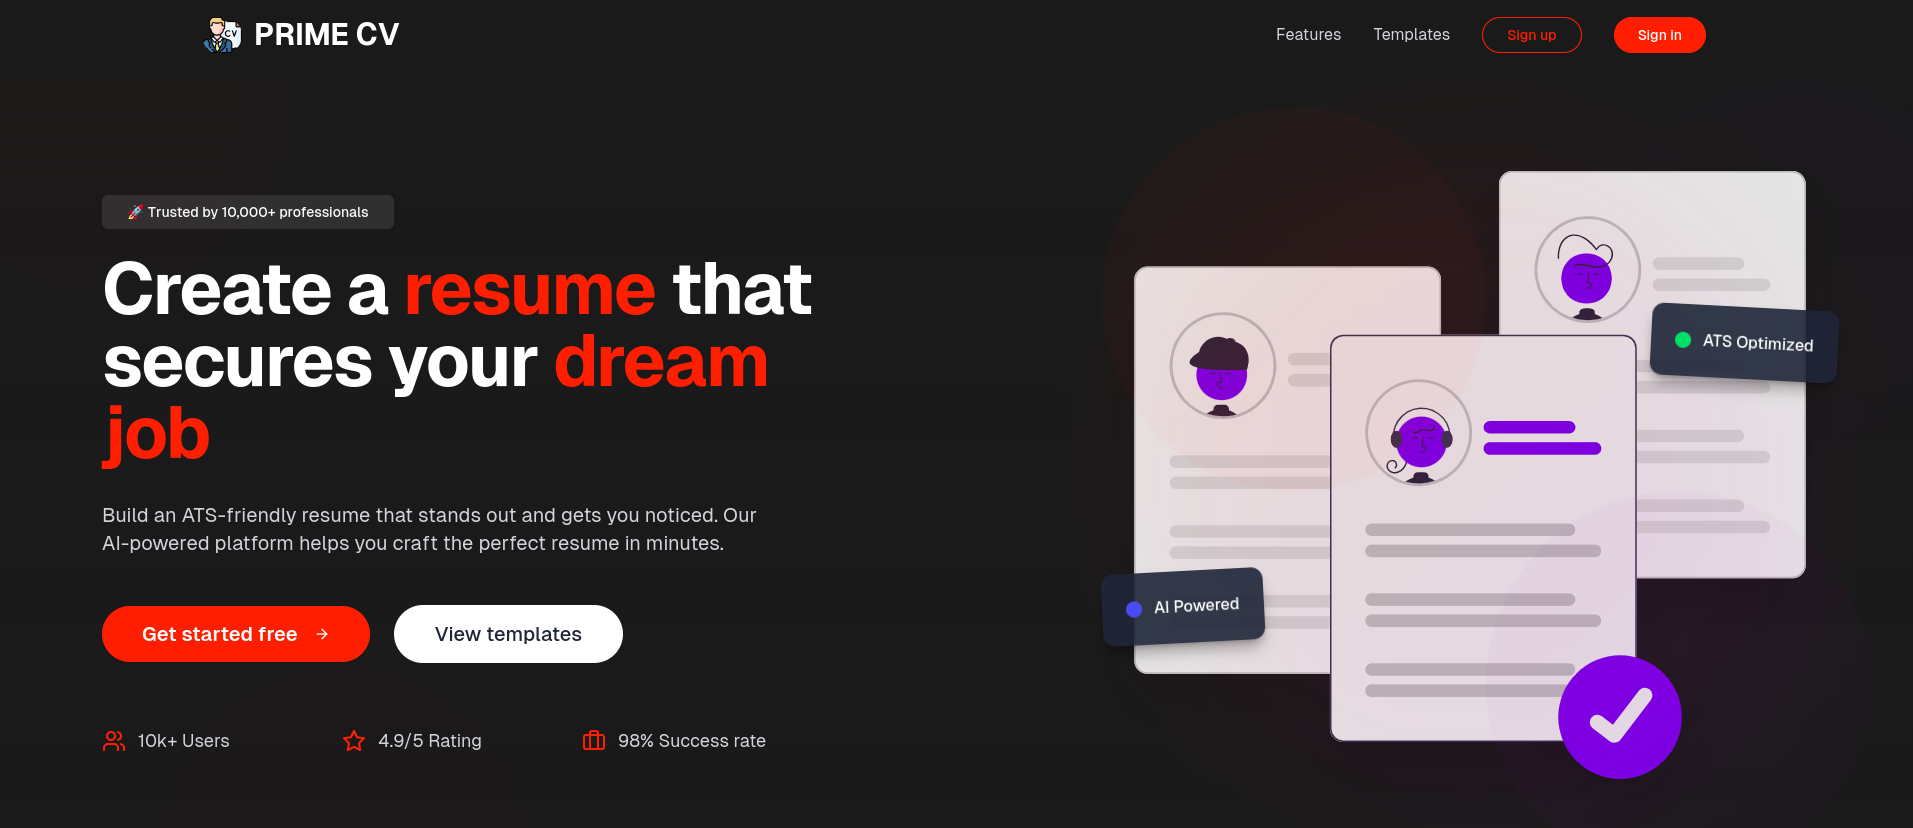 CV
PRIME CV
Features
Templates
Sign up
Sign in
🚀 Trusted by 10,000+ professionals
Create a resume that
secures your dream
job
Build an ATS-friendly resume that stands out and gets you noticed. Our
AI-powered platform helps you craft the perfect resume in minutes.
Get started free →
View templates
10k+ Users
4.9/5 Rating
98% Success rate
ATS Optimized
AI Powered